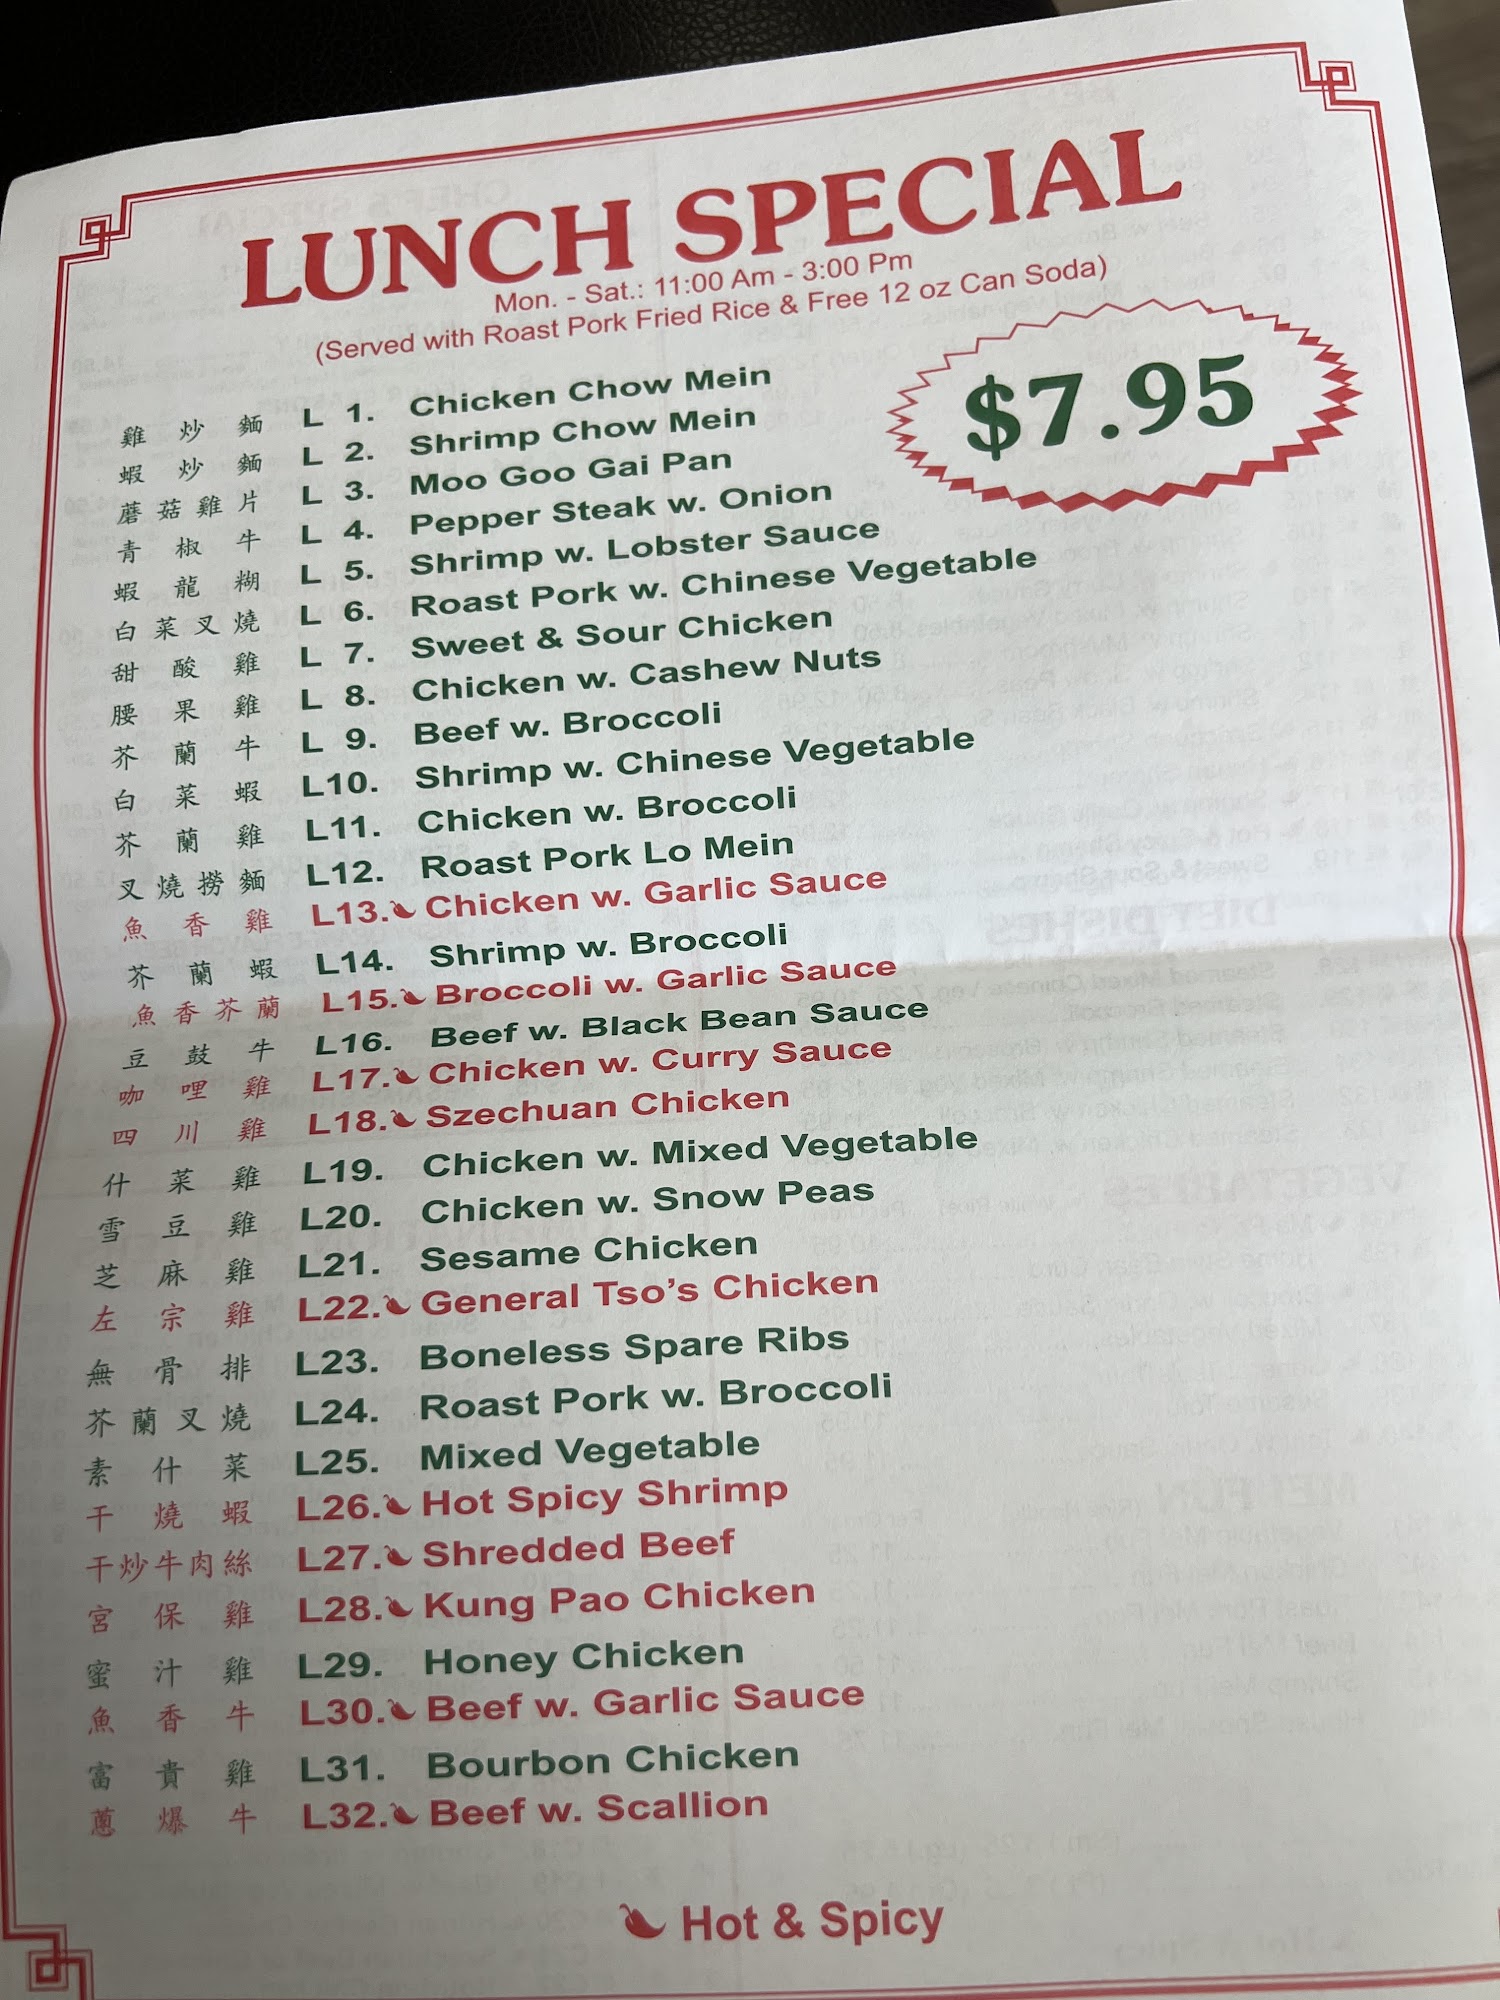 LUNCH SPECIAL
Mon. - Sat.: 11:00 Am - 3:00 Pm
(Served with Roast Pork Fried Rice & Free 12 oz Can Soda)
$7.95
雞炒麵 L 1. Chicken Chow Mein
蝦炒麵 L 2. Shrimp Chow Mein
蘑菇雞片 L 3. Moo Goo Gai Pan
青椒牛 L 4. Pepper Steak w. Onion
蝦龍糊 L 5. Shrimp w. Lobster Sauce
白菜叉燒 L 6. Roast Pork w. Chinese Vegetable
甜酸雞 L 7. Sweet & Sour Chicken
腰果雞 L 8. Chicken w. Cashew Nuts
芥蘭牛 L 9. Beef w. Broccoli
白菜蝦 L10. Shrimp w. Chinese Vegetable
芥蘭雞 L11. Chicken w. Broccoli
叉燒撈麵 L12. Roast Pork Lo Mein
魚香雞 L13. Chicken w. Garlic Sauce
芥蘭蝦 L14. Shrimp w. Broccoli
魚香芥蘭 L15. Broccoli w. Garlic Sauce
豆鼓牛 L16. Beef w. Black Bean Sauce
咖哩雞 L17. Chicken w. Curry Sauce
四川雞 L18. Szechuan Chicken
什菜雞 L19. Chicken w. Mixed Vegetable
雪豆雞 L20. Chicken w. Snow Peas
芝麻雞 L21. Sesame Chicken
左宗雞 L22. General Tso's Chicken
無骨排 L23. Boneless Spare Ribs
芥蘭叉燒 L24. Roast Pork w. Broccoli
素什菜 L25. Mixed Vegetable
干燒蝦 L26. Hot Spicy Shrimp
干炒牛肉絲 L27. Shredded Beef
宮保雞 L28. Kung Pao Chicken
蜜汁雞 L29. Honey Chicken
魚香牛 L30. Beef w. Garlic Sauce
富貴雞 L31. Bourbon Chicken
蔥爆牛 L32. Beef w. Scallion
Hot & Spicy